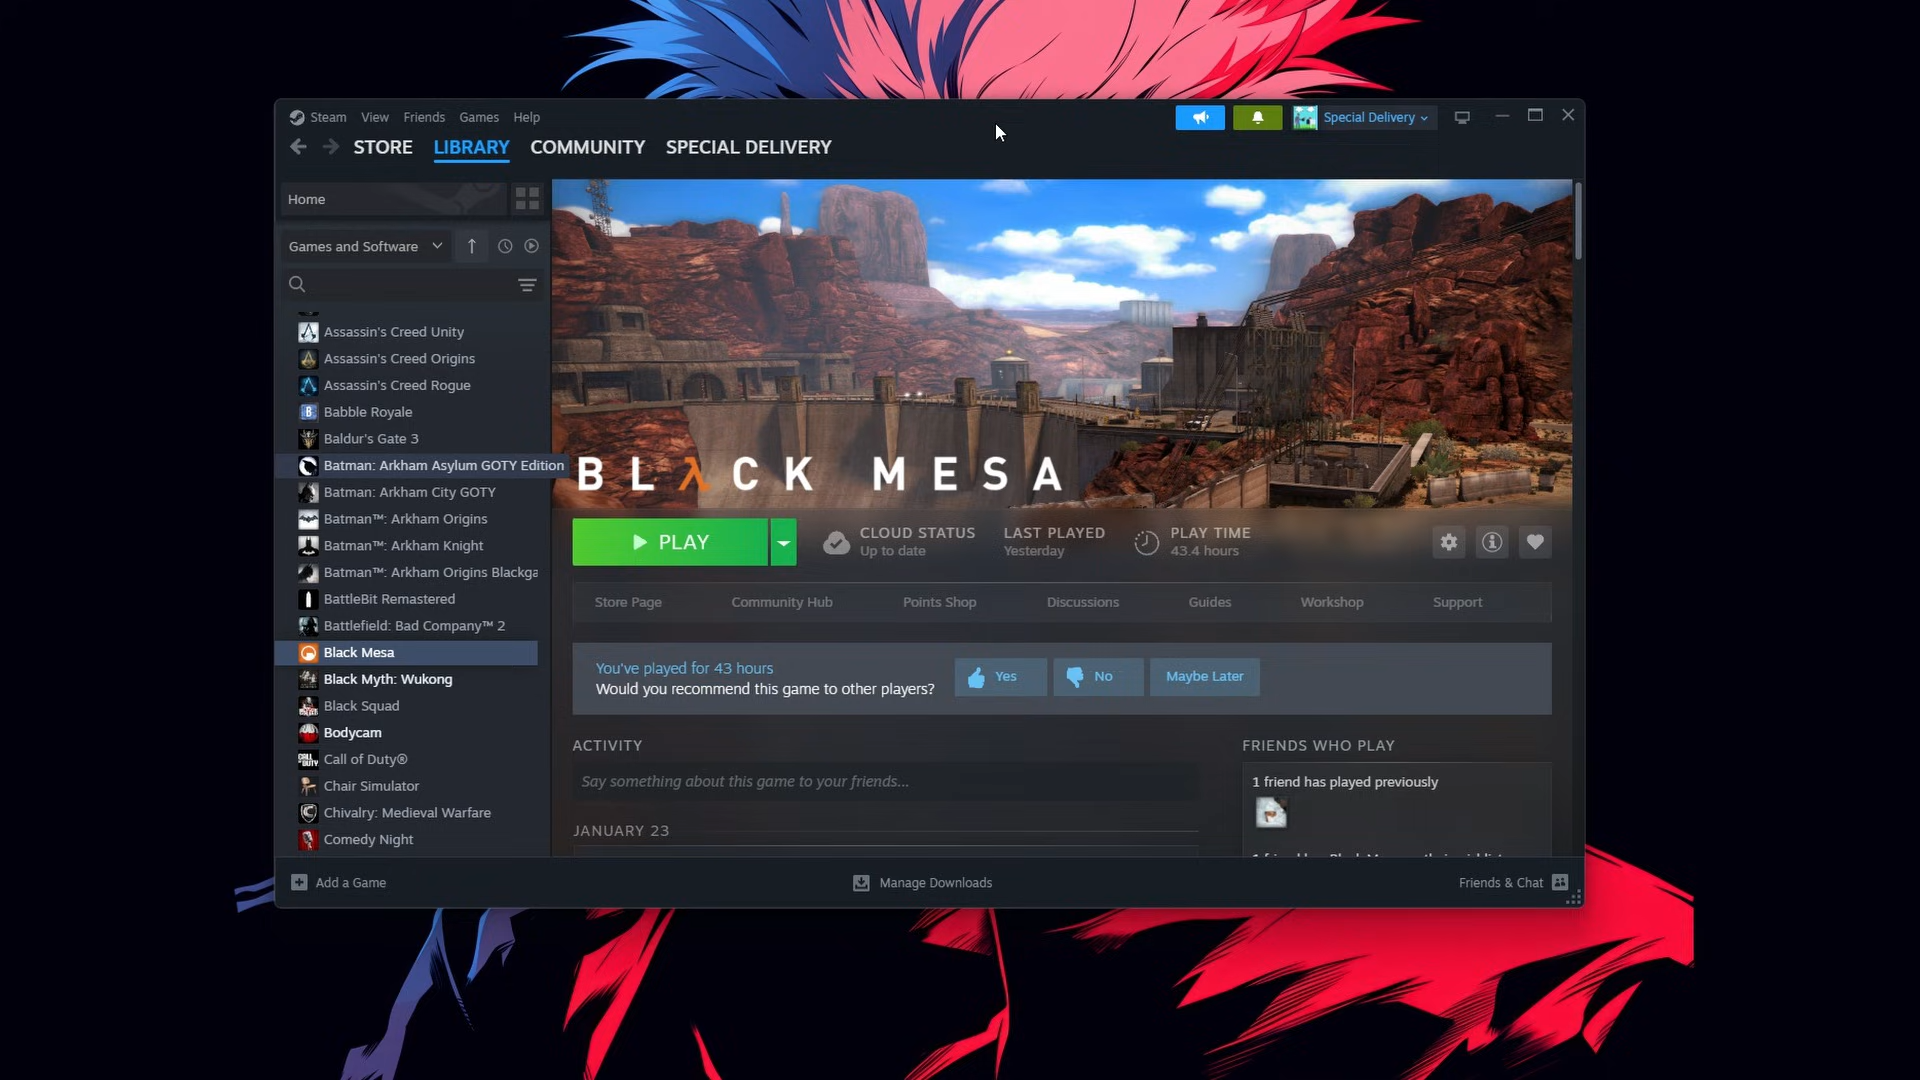 Steam View Friends Games Help
Special Delivery
STORE LIBRARY COMMUNITY SPECIAL DELIVERY
Home
Games and Software
Assassin's Creed Unity
Assassin's Creed Origins
Assassin's Creed Rogue
Babble Royale
Baldur's Gate 3
Batman: Arkham Asylum GOTY Edition
Batman: Arkham City GOTY
Batman™: Arkham Origins
Batman™: Arkham Knight
Batman™: Arkham Origins Blackga
BattleBit Remastered
Battlefield: Bad Company™ 2
Black Mesa
Black Myth: Wukong
Black Squad
Bodycam
Call of Duty®
Chair Simulator
Chivalry: Medieval Warfare
Comedy Night
BLλCK MESA
PLAY
CLOUD STATUS
Up to date
LAST PLAYED
Yesterday
PLAY TIME
43.4 hours
Store Page Community Hub Points Shop Discussions Guides Workshop Support
You've played for 43 hours
Would you recommend this game to other players?
Yes No Maybe Later
ACTIVITY
Say something about this game to your friends...
JANUARY 23
FRIENDS WHO PLAY
1 friend has played previously
Add a Game
Manage Downloads
Friends & Chat